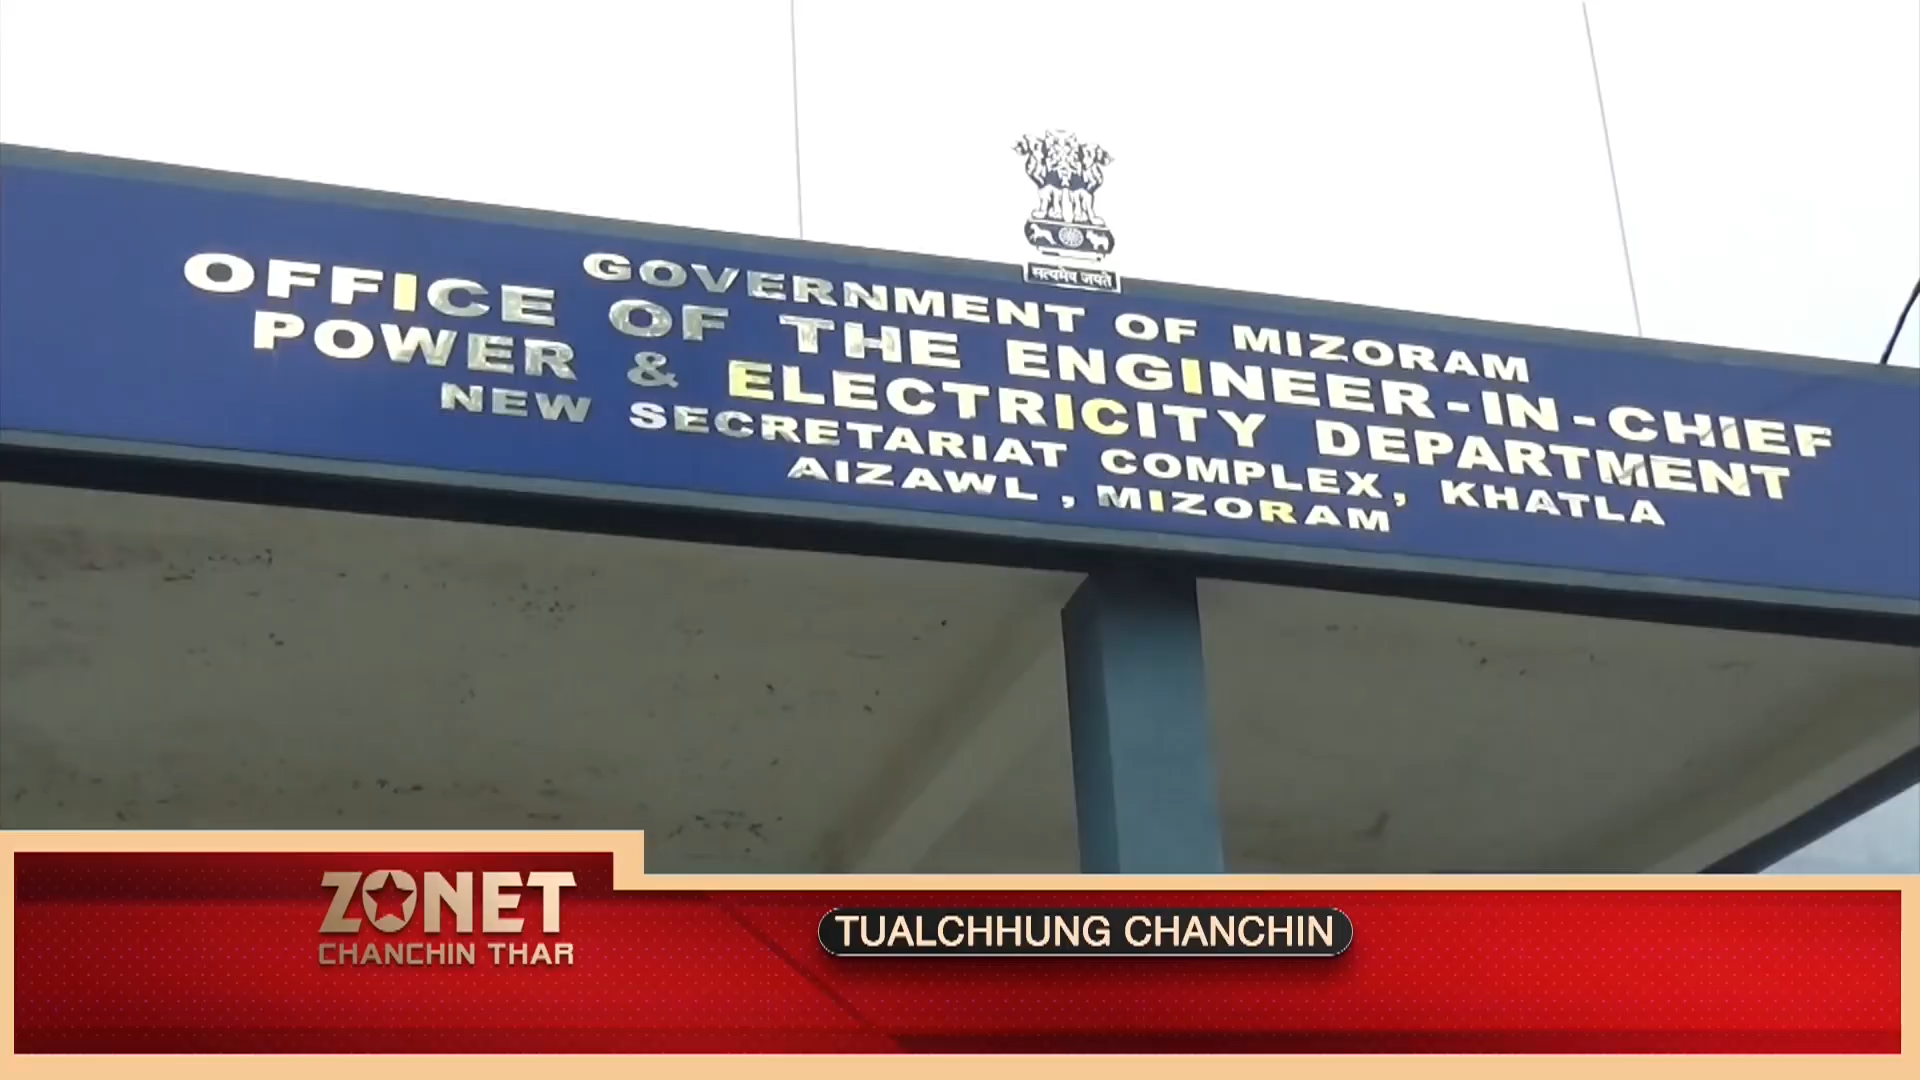 सत्यमेव जयते
GOVERNMENT OF MIZORAM
OFFICE OF THE ENGINEER-IN-CHIEF
POWER & ELECTRICITY DEPARTMENT
NEW SECRETARIAT COMPLEX, KHATLA
AIZAWL, MIZORAM
ZONET
CHANCHIN THAR
TUALCHHUNG CHANCHIN